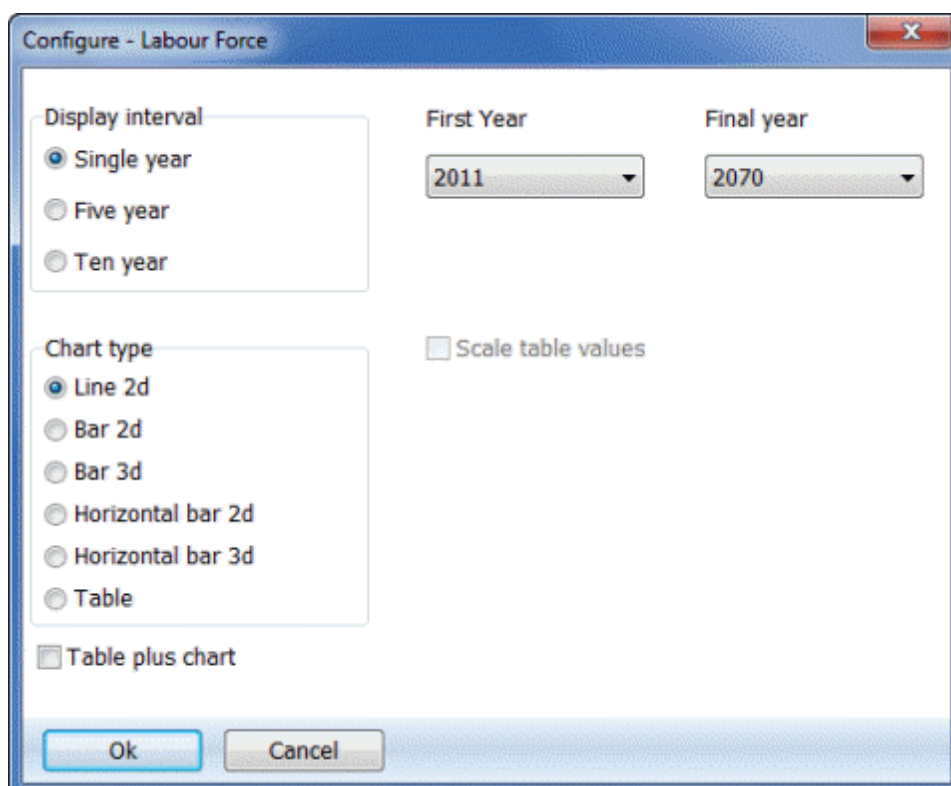 Configure - Labour Force
Display interval
Single year
Five year
Ten year
First Year
2011
Final year
2070
Chart type
Line 2d
Bar 2d
Bar 3d
Horizontal bar 2d
Horizontal bar 3d
Table
Scale table values
Table plus chart
Ok
Cancel